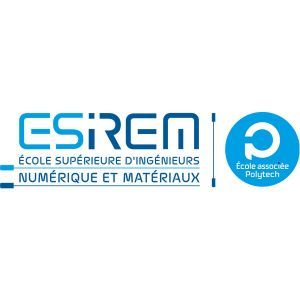 ESIREM
ÉCOLE SUPÉRIEURE D'INGÉNIEURS
NUMÉRIQUE ET MATÉRIAUX
École associée
Polytech